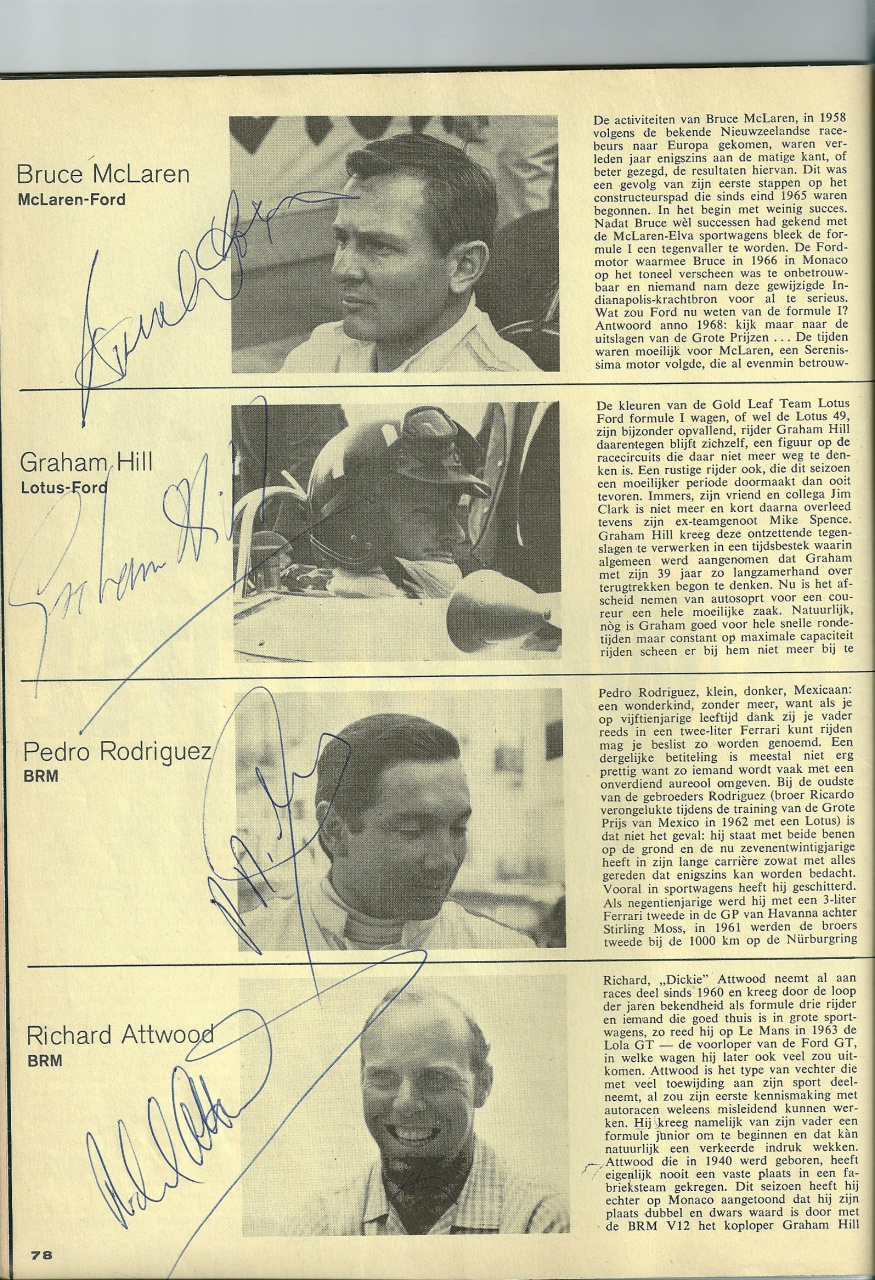 Bruce McLaren
McLaren-Ford
De activiteiten van Bruce McLaren, in 1958
volgens de bekende Nieuwzeelandse race-
beurs naar Europa gekomen, waren ver-
leden jaar enigszins aan de matige kant, of
beter gezegd, de resultaten hiervan. Dit was
een gevolg van zijn eerste stappen op het
constructeurspad die sinds eind 1965 waren
begonnen. In het begin met weinig succes.
Nadat Bruce wèl successen had gekend met
de McLaren-Elva sportwagens bleek de for-
mule I een tegenvaller te worden. De Ford-
motor waarmee Bruce in 1966 in Monaco
op het toneel verscheen was te onbetrouw-
baar en niemand nam deze gewijzigde In-
dianapolis-krachtbron voor al te serieus.
Wat zou Ford nu weten van de formule I?
Antwoord anno 1968: kijk maar naar de
uitslagen van de Grote Prijzen ... De tijden
waren moeilijk voor McLaren, een Serenis-
sima motor volgde, die al evenmin betrouw-
Graham Hill
Lotus-Ford
Graham Hill
De kleuren van de Gold Leaf Team Lotus
Ford formule I wagen, of wel de Lotus 49,
zijn bijzonder opvallend, rijder Graham Hill
daarentegen blijft zichzelf, een figuur op de
racecircuits die daar niet meer weg te den-
ken is. Een rustige rijder ook, die dit seizoen
een moeilijker periode doormaakt dan ooit
tevoren. Immers, zijn vriend en collega Jim
Clark is niet meer en kort daarna overleed
tevens zijn ex-teamgenoot Mike Spence.
Graham Hill kreeg deze ontzettende tegen-
slagen te verwerken in een tijdsbestek waarin
algemeen werd aangenomen dat Graham
met zijn 39 jaar zo langzamerhand over
terugtrekken begon te denken. Nu is het af-
scheid nemen van autosoprt voor een cou-
reur een hele moeilijke zaak. Natuurlijk,
nòg is Graham goed voor hele snelle ronde-
tijden maar constant op maximale capaciteit
rijden scheen er bij hem niet meer bij te
Pedro Rodriguez
BRM
Pedro Rodriguez, klein, donker, Mexicaan:
een wonderkind, zonder meer, want als je
op vijftienjarige leeftijd dank zij je vader
reeds in een twee-liter Ferrari kunt rijden
mag je beslist zo worden genoemd. Een
dergelijke betiteling is meestal niet erg
prettig want zo iemand wordt vaak met een
onverdiend aureool omgeven. Bij de oudste
van de gebroeders Rodriguez (broer Ricardo
verongelukte tijdens de training van de Grote
Prijs van Mexico in 1962 met een Lotus) is
dat niet het geval: hij staat met beide benen
op de grond en de nu zevenentwintigjarige
heeft in zijn lange carrière zowat met alles
gereden dat enigszins kan worden bedacht.
Vooral in sportwagens heeft hij geschitterd.
Als negentienjarige werd hij met een 3-liter
Ferrari tweede in de GP van Havanna achter
Stirling Moss, in 1961 werden de broers
tweede bij de 1000 km op de Nürburgring
Richard Attwood
BRM
Richard, „Dickie” Attwood neemt al aan
races deel sinds 1960 en kreeg door de loop
der jaren bekendheid als formule drie rijder
en iemand die goed thuis is in grote sport-
wagens, zo reed hij op Le Mans in 1963 de
Lola GT — de voorloper van de Ford GT,
in welke wagen hij later ook veel zou uit-
komen. Attwood is het type van vechter die
met veel toewijding aan zijn sport deel-
neemt, al zou zijn eerste kennismaking met
autoracen weleens misleidend kunnen wer-
ken. Hij kreeg namelijk van zijn vader een
formule junior om te beginnen en dat kàn
natuurlijk een verkeerde indruk wekken.
Attwood die in 1940 werd geboren, heeft
eigenlijk nooit een vaste plaats in een fa-
brieksteam gekregen. Dit seizoen heeft hij
echter op Monaco aangetoond dat hij zijn
plaats dubbel en dwars waard is door met
de BRM V12 het koploper Graham Hill
78